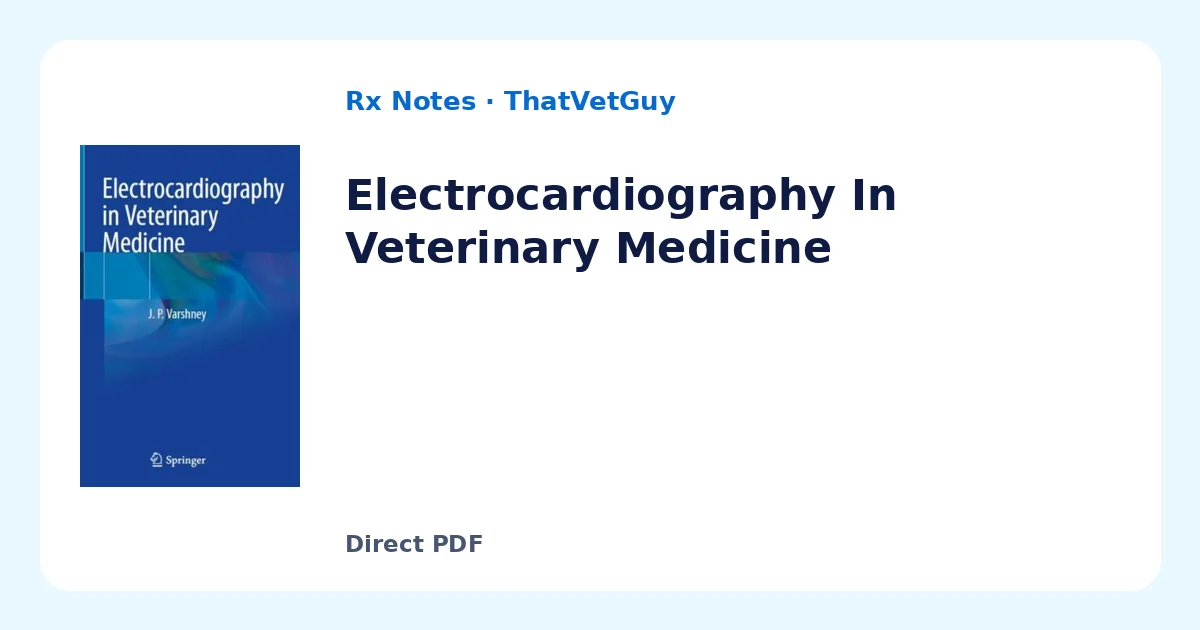 Rx Notes · ThatVetGuy
Electrocardiography
in Veterinary
Medicine
J. P. Varshney
Springer
Electrocardiography In
Veterinary Medicine
Direct PDF